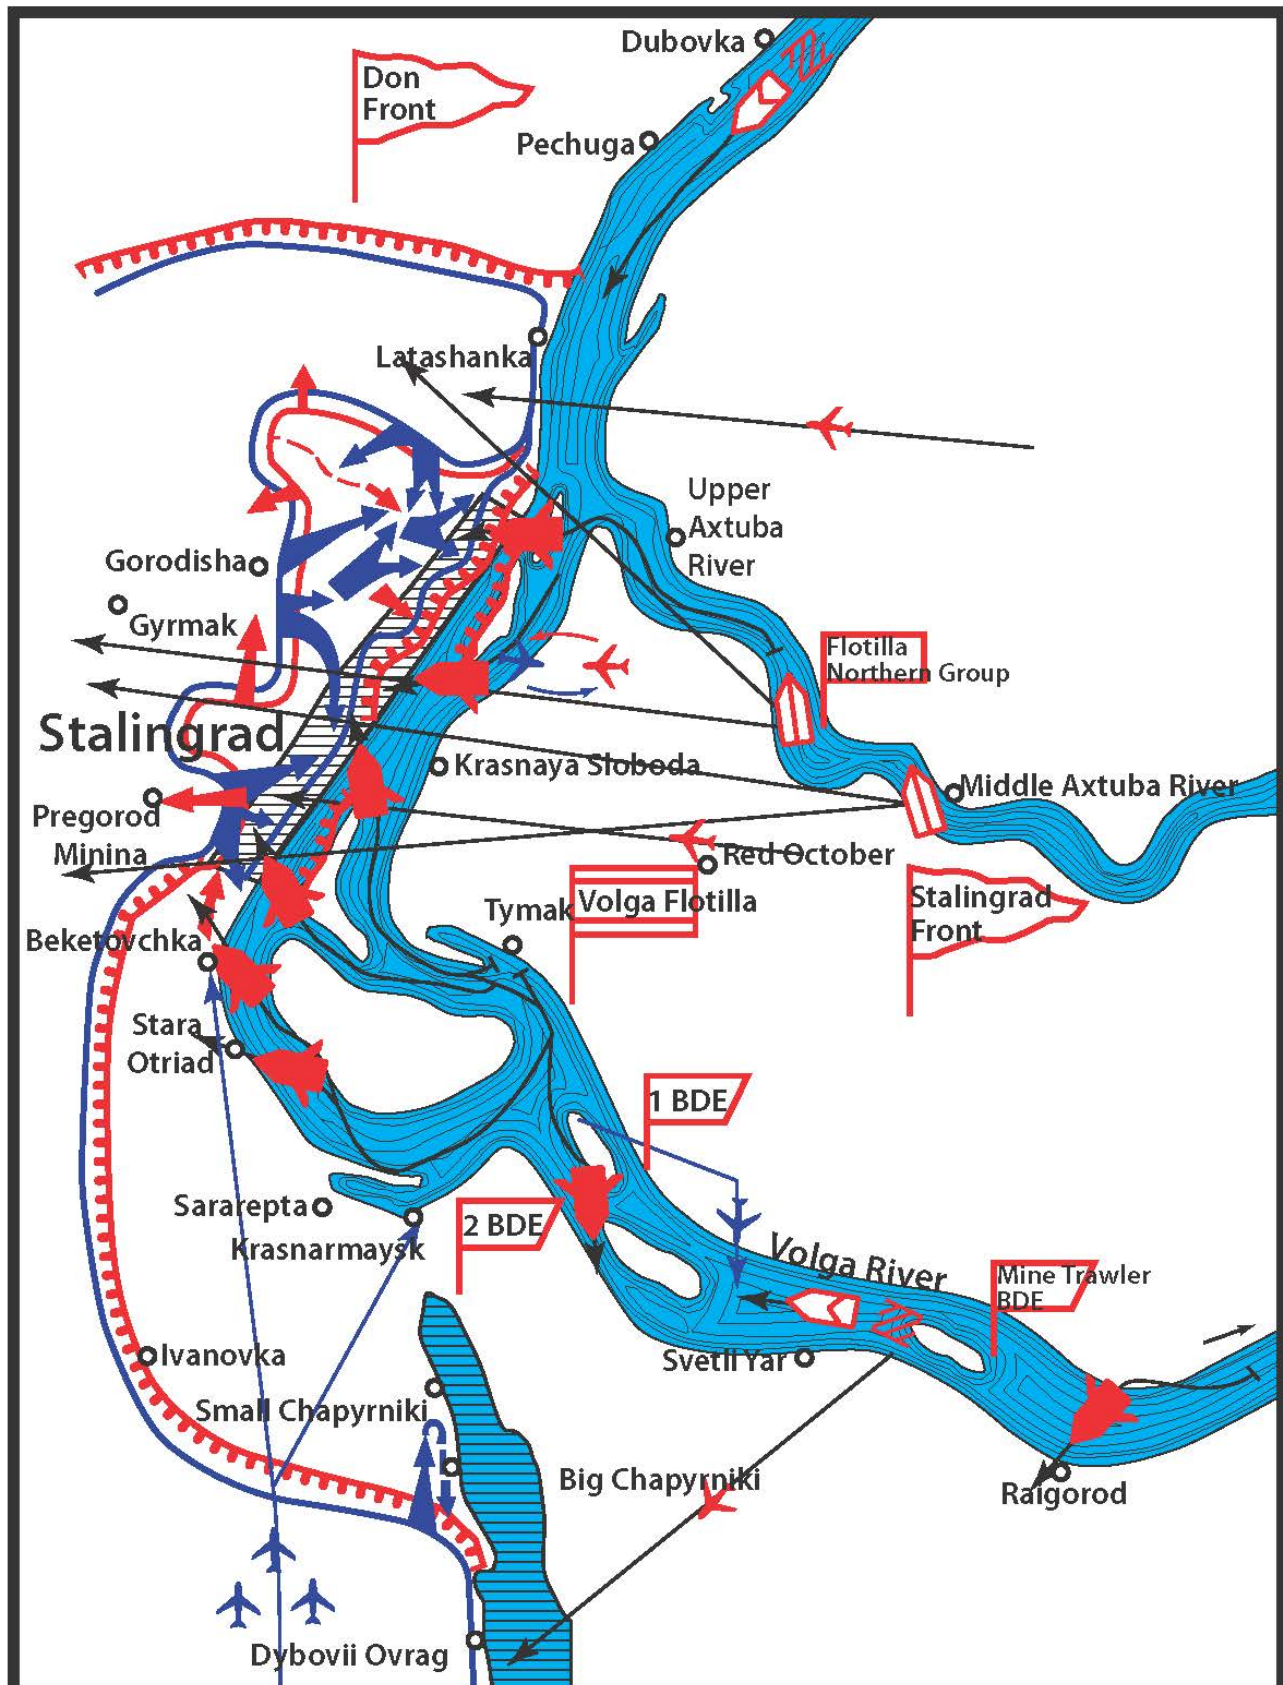 Dubovka
Don
Front
Pechuga
Latashanka
Upper
Axtuba
River
Gorodisha
Gyrmak
Flotilla
Northern Group
Stalingrad
Krasnaya Sloboda
Middle Axtuba River
Pregorod
Minina
Red October
Tymak
Volga Flotilla
Stalingrad
Front
Beketovchka
Stara
Otriad
1 BDE
Sararepta
2 BDE
Krasnarmaysk
Volga River
Mine Trawler
BDE
Ivanovka
Svetli Yar
Small Chapyrniki
Big Chapyrniki
Raigorod
Dybovii Ovrag